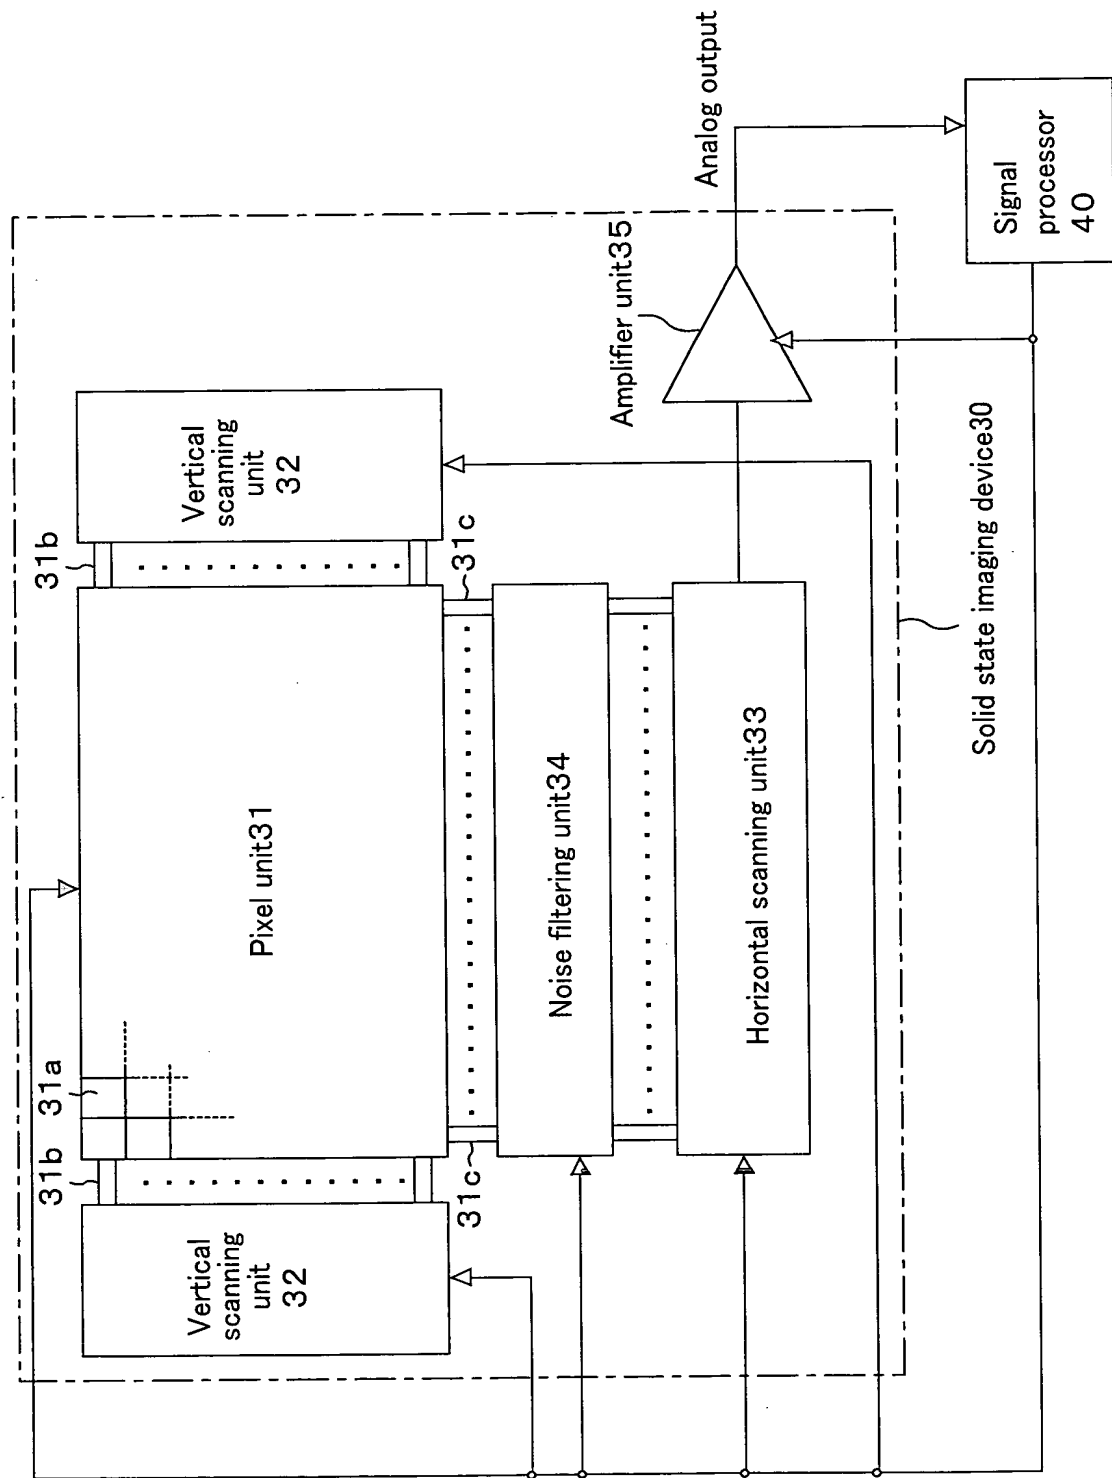 Vertical
scanning
unit
32
31b
31a
Pixel unit31
31b
Vertical
scanning
unit
32
31c
31c
Noise filtering unit34
Horizontal scanning unit33
Amplifier unit35
Analog output
Solid state imaging device30
Signal
processor
40